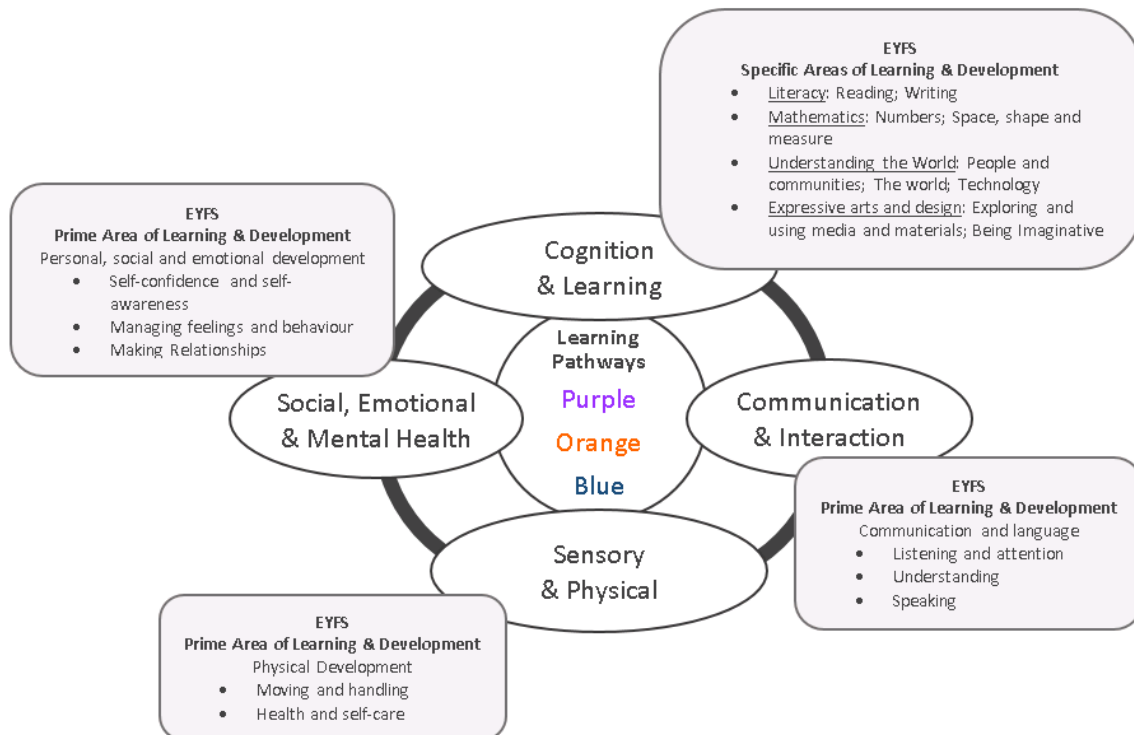 EYFS
Specific Areas of Learning & Development
• Literacy: Reading; Writing
• Mathematics: Numbers; Space, shape and
measure
• Understanding the World: People and
communities; The world; Technology
• Expressive arts and design: Exploring and
using media and materials; Being Imaginative
EYFS
Prime Area of Learning & Development
Personal, social and emotional development
• Self-confidence and self-
awareness
• Managing feelings and behaviour
• Making Relationships
Cognition
& Learning
Learning
Pathways
Purple
Orange
Blue
Social, Emotional
& Mental Health
Communication
& Interaction
Sensory
& Physical
EYFS
Prime Area of Learning & Development
Communication and language
• Listening and attention
• Understanding
• Speaking
EYFS
Prime Area of Learning & Development
Physical Development
• Moving and handling
• Health and self-care